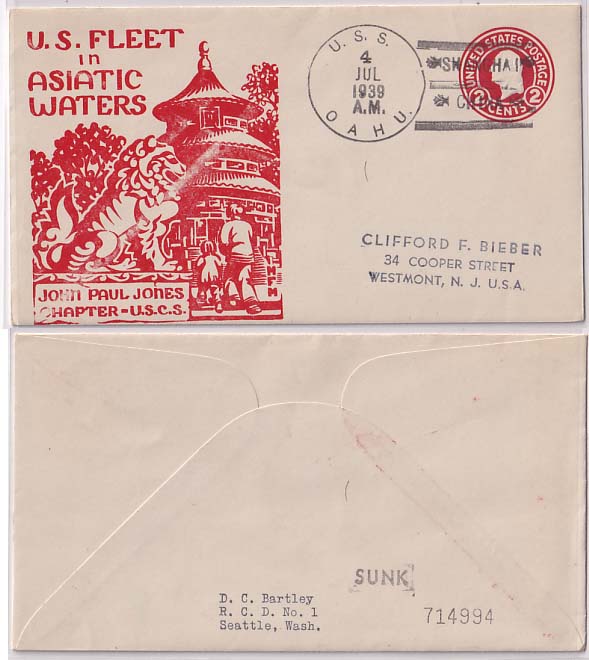 U.S. FLEET
in
ASIATIC
WATERS
JOHN PAUL JONES
CHAPTER-U.S.C.S.
NFM
U. S. S.
4
JUL
1939
A.M.
OAHU.
UNITED STATES POSTAGE
2 CENTS 2
CLIFFORD F. BIEBER
34 COOPER STREET
WESTMONT, N. J. U.S.A.
SUNK
D. C. Bartley
R. C. D. No. 1
Seattle, Wash.
714994